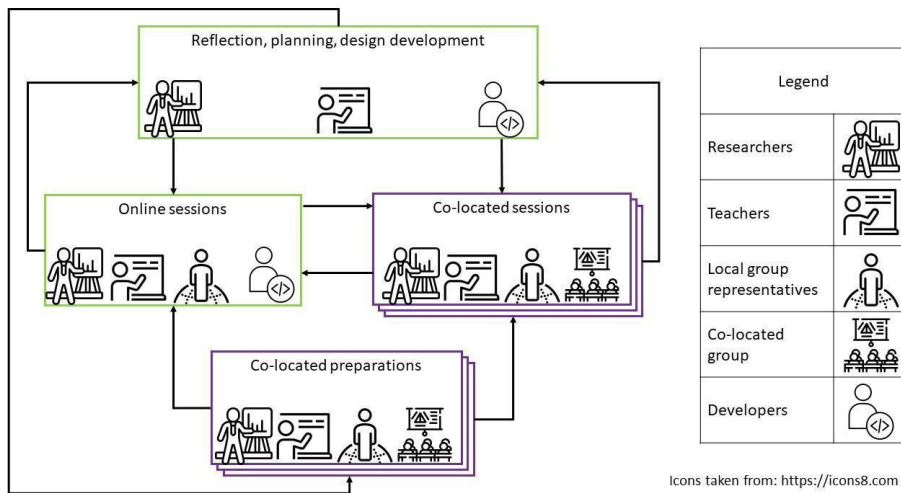 Reflection, planning, design development
Online sessions
Co-located sessions
Co-located preparations
Legend
Researchers
Teachers
Local group
representatives
Co-located
group
Developers
Icons taken from: https://icons8.com